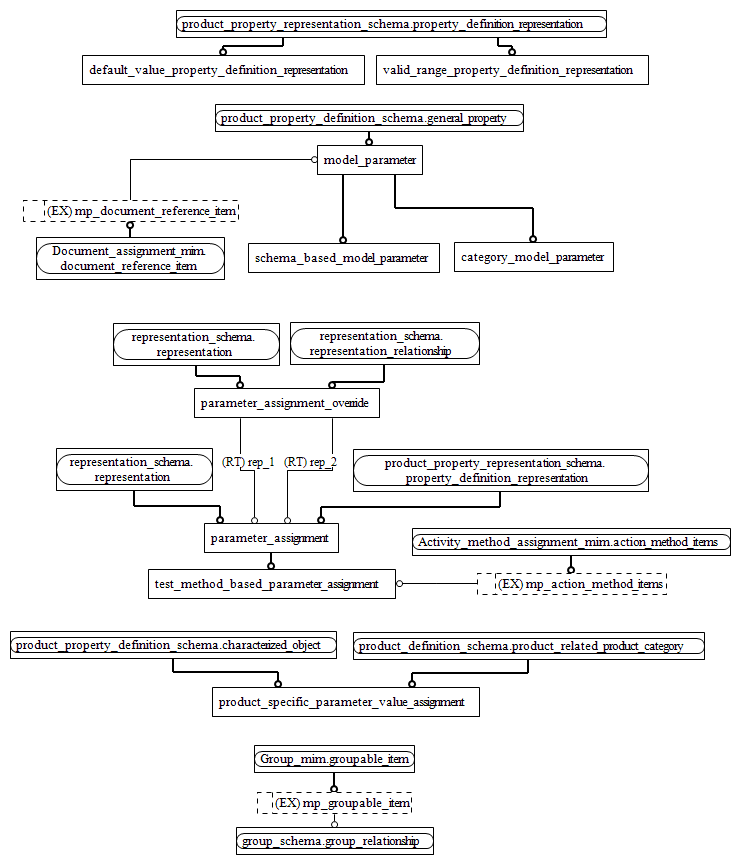 product_property_representation_schema.property_definition_representation
default_value_property_definition_representation
valid_range_property_definition_representation
product_property_definition_schema.general_property
model_parameter
(EX) mp_document_reference_item
Document_assignment_mim.
document_reference_item
schema_based_model_parameter
category_model_parameter
representation_schema.
representation
representation_schema.
representation_relationship
parameter_assignment_override
(RT) rep_1
(RT) rep_2
representation_schema.
representation
product_property_representation_schema.
property_definition_representation
parameter_assignment
Activity_method_assignment_mim.action_method_items
test_method_based_parameter_assignment
(EX) mp_action_method_items
product_property_definition_schema.characterized_object
product_definition_schema.product_related_product_category
product_specific_parameter_value_assignment
Group_mim.groupable_item
(EX) mp_groupable_item
group_schema.group_relationship